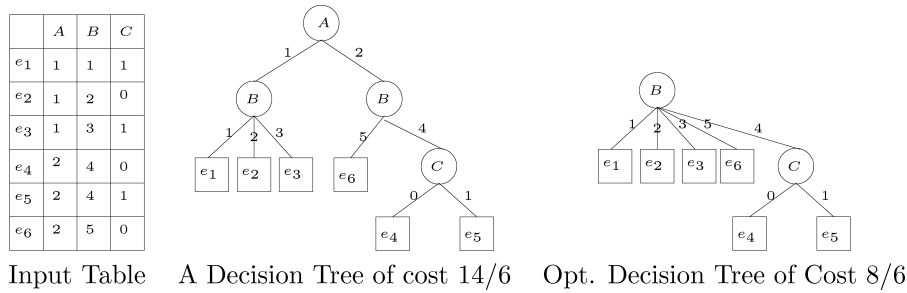 A B C
e1 1 1 1
e2 1 2 0
e3 1 3 1
e4 2 4 0
e5 2 4 1
e6 2 5 0
Input Table
A
1 2
B B
1 2 3 5 4
e1 e2 e3 e6 C
0 1
e4 e5
A Decision Tree of cost 14/6
B
1 2 3 5 4
e1 e2 e3 e6 C
0 1
e4 e5
Opt. Decision Tree of Cost 8/6